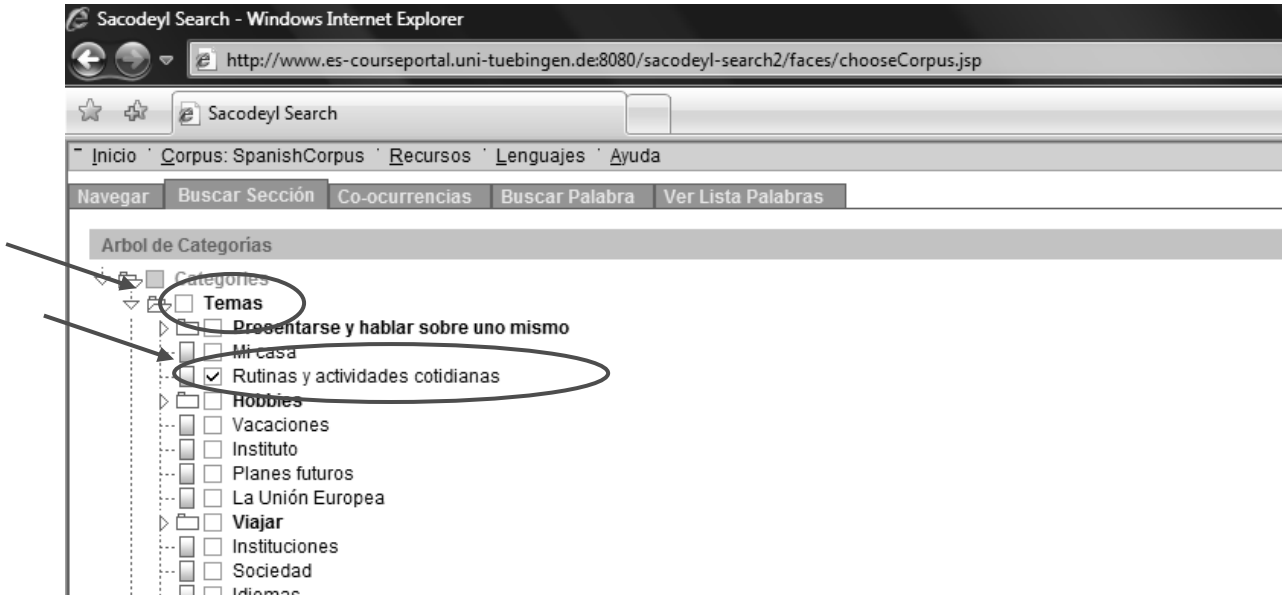 Sacodeyl Search - Windows Internet Explorer
http://www.es-courseportal.uni-tuebingen.de:8080/sacodeyl-search2/faces/chooseCorpus.jsp
Sacodeyl Search
Inicio Corpus: SpanishCorpus Recursos Lenguajes Ayuda
Navegar Buscar Sección Co-ocurrencias Buscar Palabra Ver Lista Palabras
Arbol de Categorías
Categories
Temas
Presentarse y hablar sobre uno mismo
Mi casa
Rutinas y actividades cotidianas
Hobbies
Vacaciones
Instituto
Planes futuros
La Unión Europea
Viajar
Instituciones
Sociedad
Idiomas